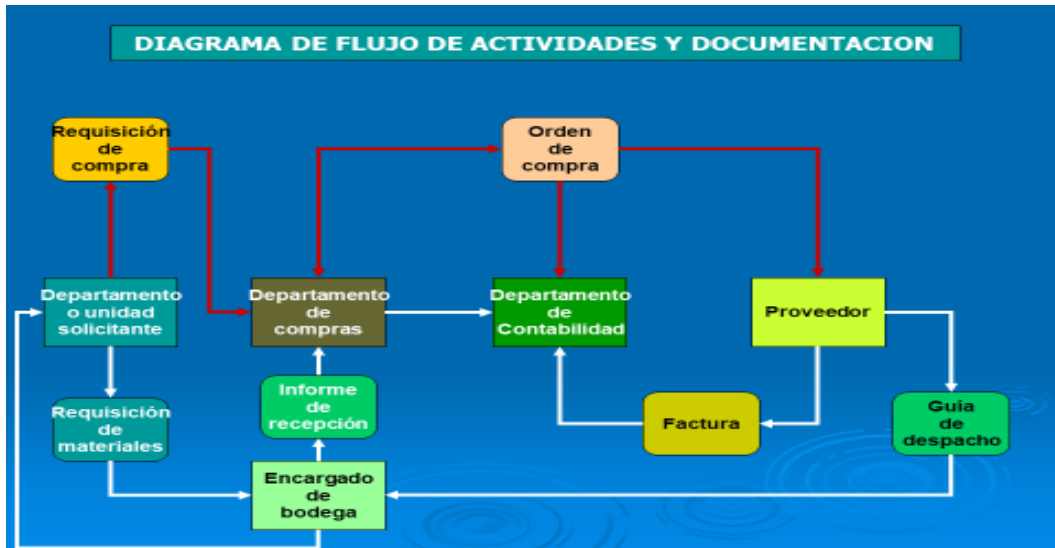 DIAGRAMA DE FLUJO DE ACTIVIDADES Y DOCUMENTACION
Requisición
de
compra
Orden
de
compra
Departamento
o unidad
solicitante
Departamento
de
compras
Departamento
de
Contabilidad
Proveedor
Requisición
de
materiales
Informe
de
recepción
Factura
Guía
de
despacho
Encargado
de
bodega